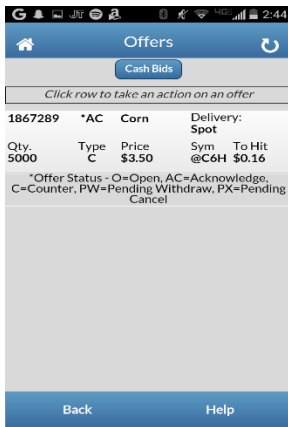 2:44
Offers
Cash Bids
Click row to take an action on an offer
1867289 *AC Corn Delivery: Spot
Qty. Type Price Sym To Hit
5000 C $3.50 @C6H $0.16
*Offer Status - O=Open, AC=Acknowledge,
C=Counter, PW=Pending Withdraw, PX=Pending
Cancel
Back Help